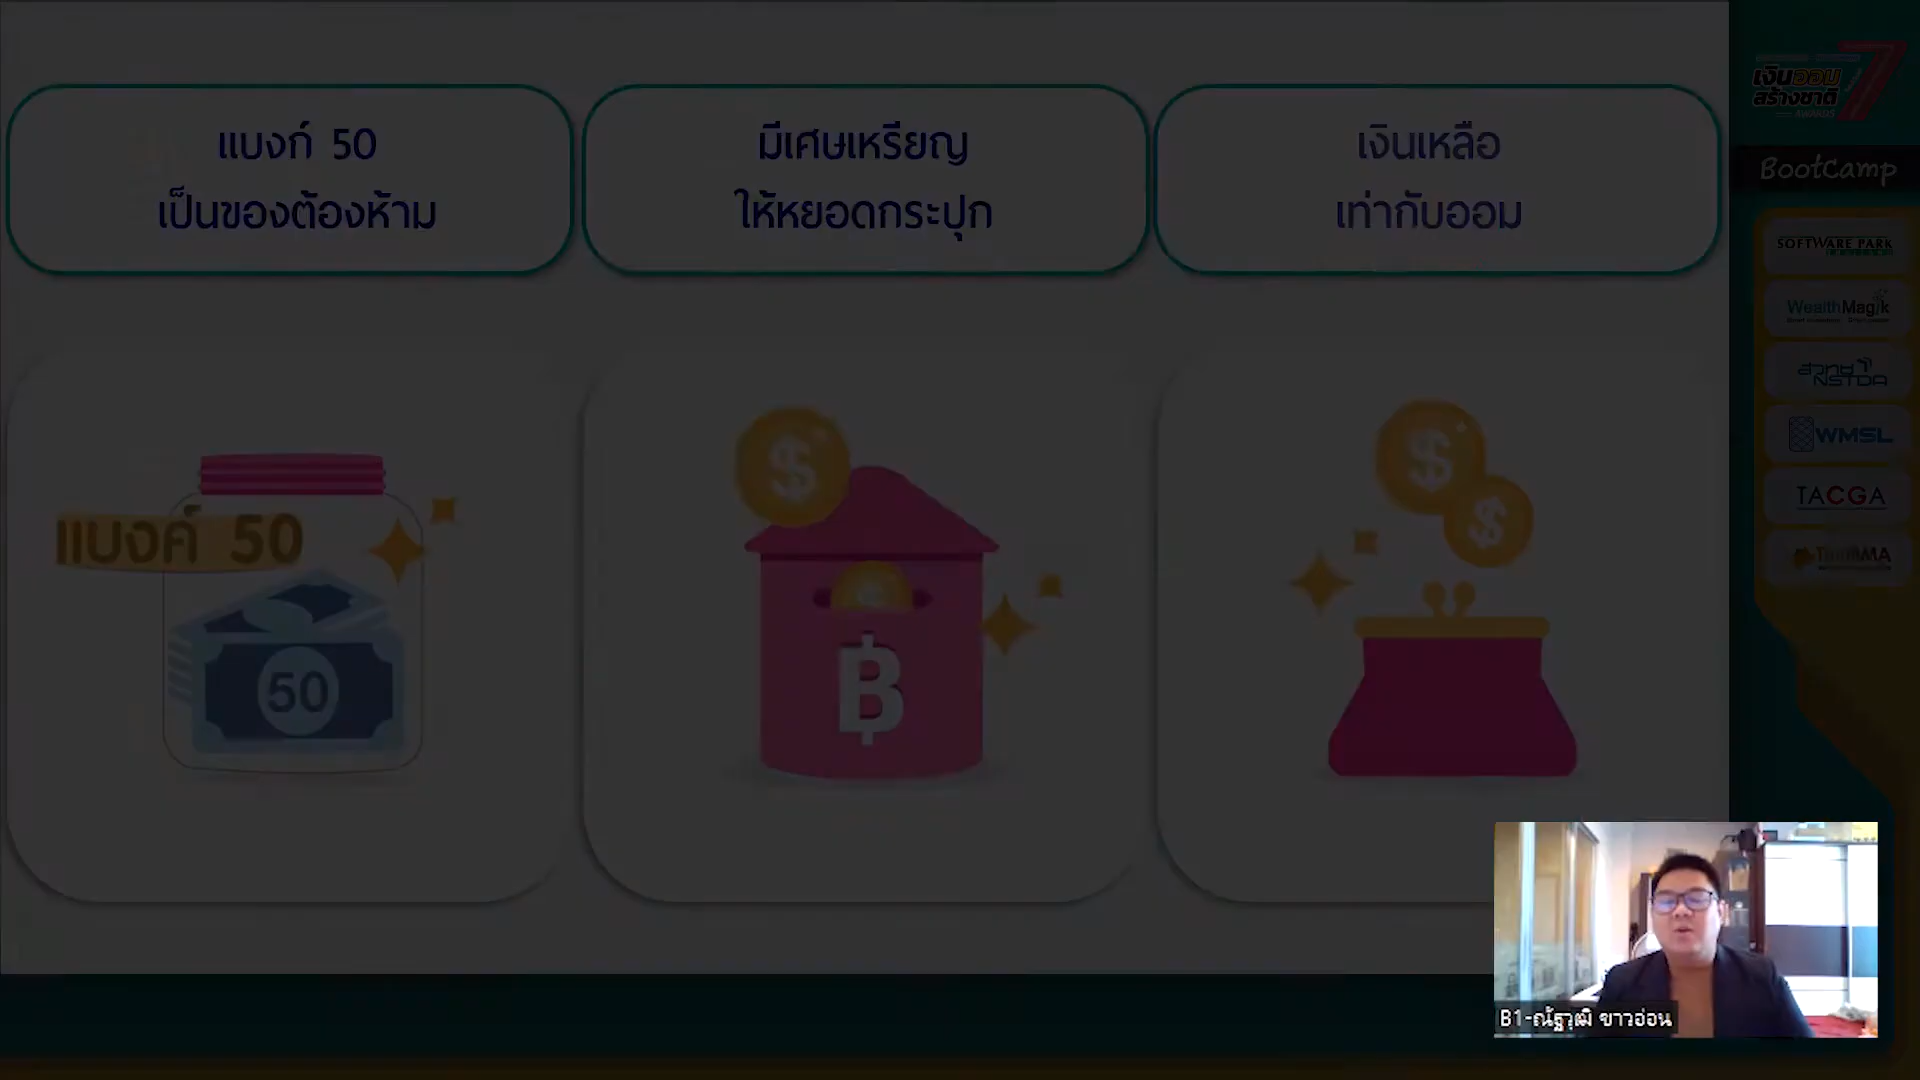 แบงก์ 50
เป็นของต้องห้าม
มีเศษเหรียญ
ให้หยอดกระปุก
เงินเหลือ
เท่ากับออม
แบงค์ 50
50
฿
$
$
$
เงินออม
สร้างชาติ
7
AWARDS
BootCamp
SOFTWARE PARK
THAILAND
WealthMagik
สวทช
NSTDA
WMSL
TACGA
B1-ณัฐวุฒิ ขาวอ่อน